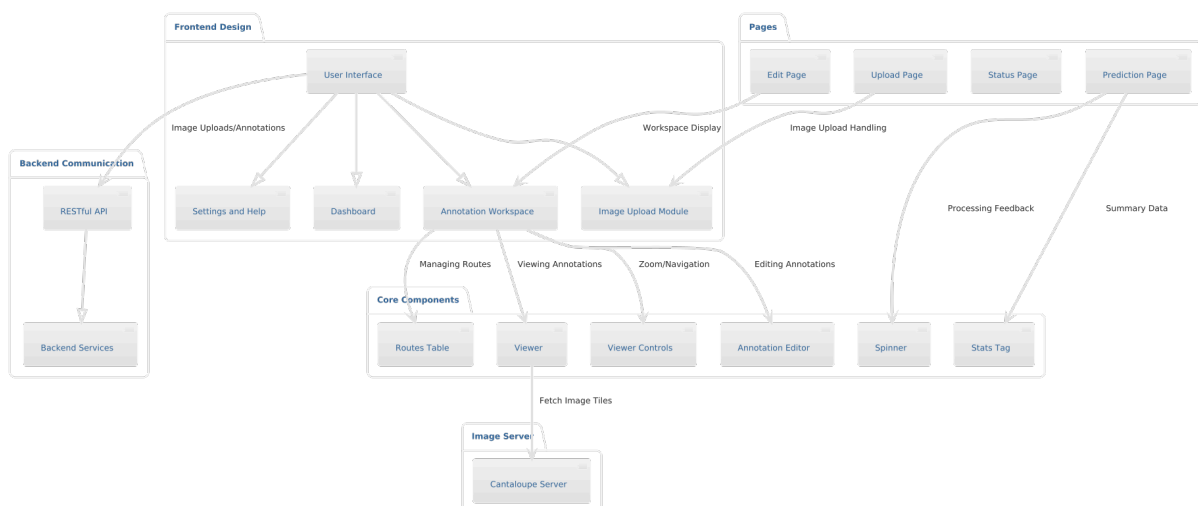 Frontend Design
Pages
User Interface
Edit Page
Upload Page
Status Page
Prediction Page
Image Uploads/Annotations
Workspace Display
Image Upload Handling
Backend Communication
RESTful API
Settings and Help
Dashboard
Annotation Workspace
Image Upload Module
Processing Feedback
Summary Data
Managing Routes
Viewing Annotations
Zoom/Navigation
Editing Annotations
Core Components
Backend Services
Routes Table
Viewer
Viewer Controls
Annotation Editor
Spinner
Stats Tag
Fetch Image Tiles
Image Server
Cantaloupe Server